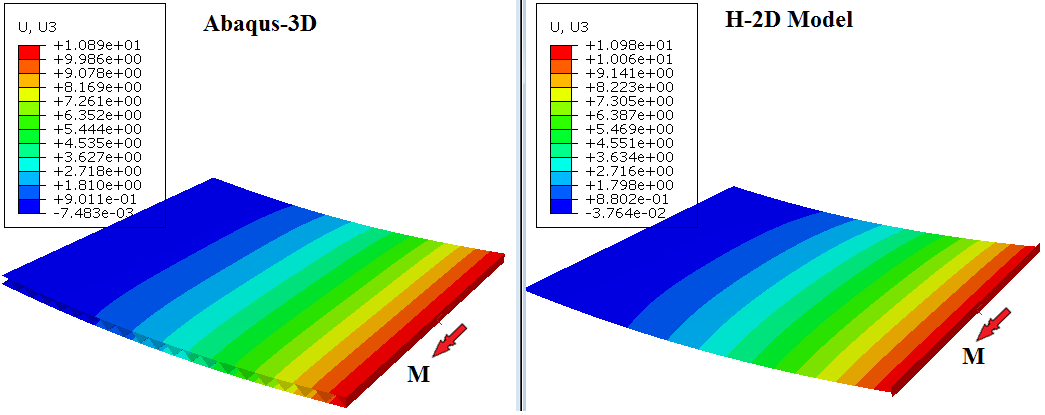 Abaqus-3D
U, U3
+1.089e+01
+9.986e+00
+9.078e+00
+8.169e+00
+7.261e+00
+6.352e+00
+5.444e+00
+4.535e+00
+3.627e+00
+2.718e+00
+1.810e+00
+9.011e-01
-7.483e-03
M
H-2D Model
U, U3
+1.098e+01
+1.006e+01
+9.141e+00
+8.223e+00
+7.305e+00
+6.387e+00
+5.469e+00
+4.551e+00
+3.634e+00
+2.716e+00
+1.798e+00
+8.802e-01
-3.764e-02
M